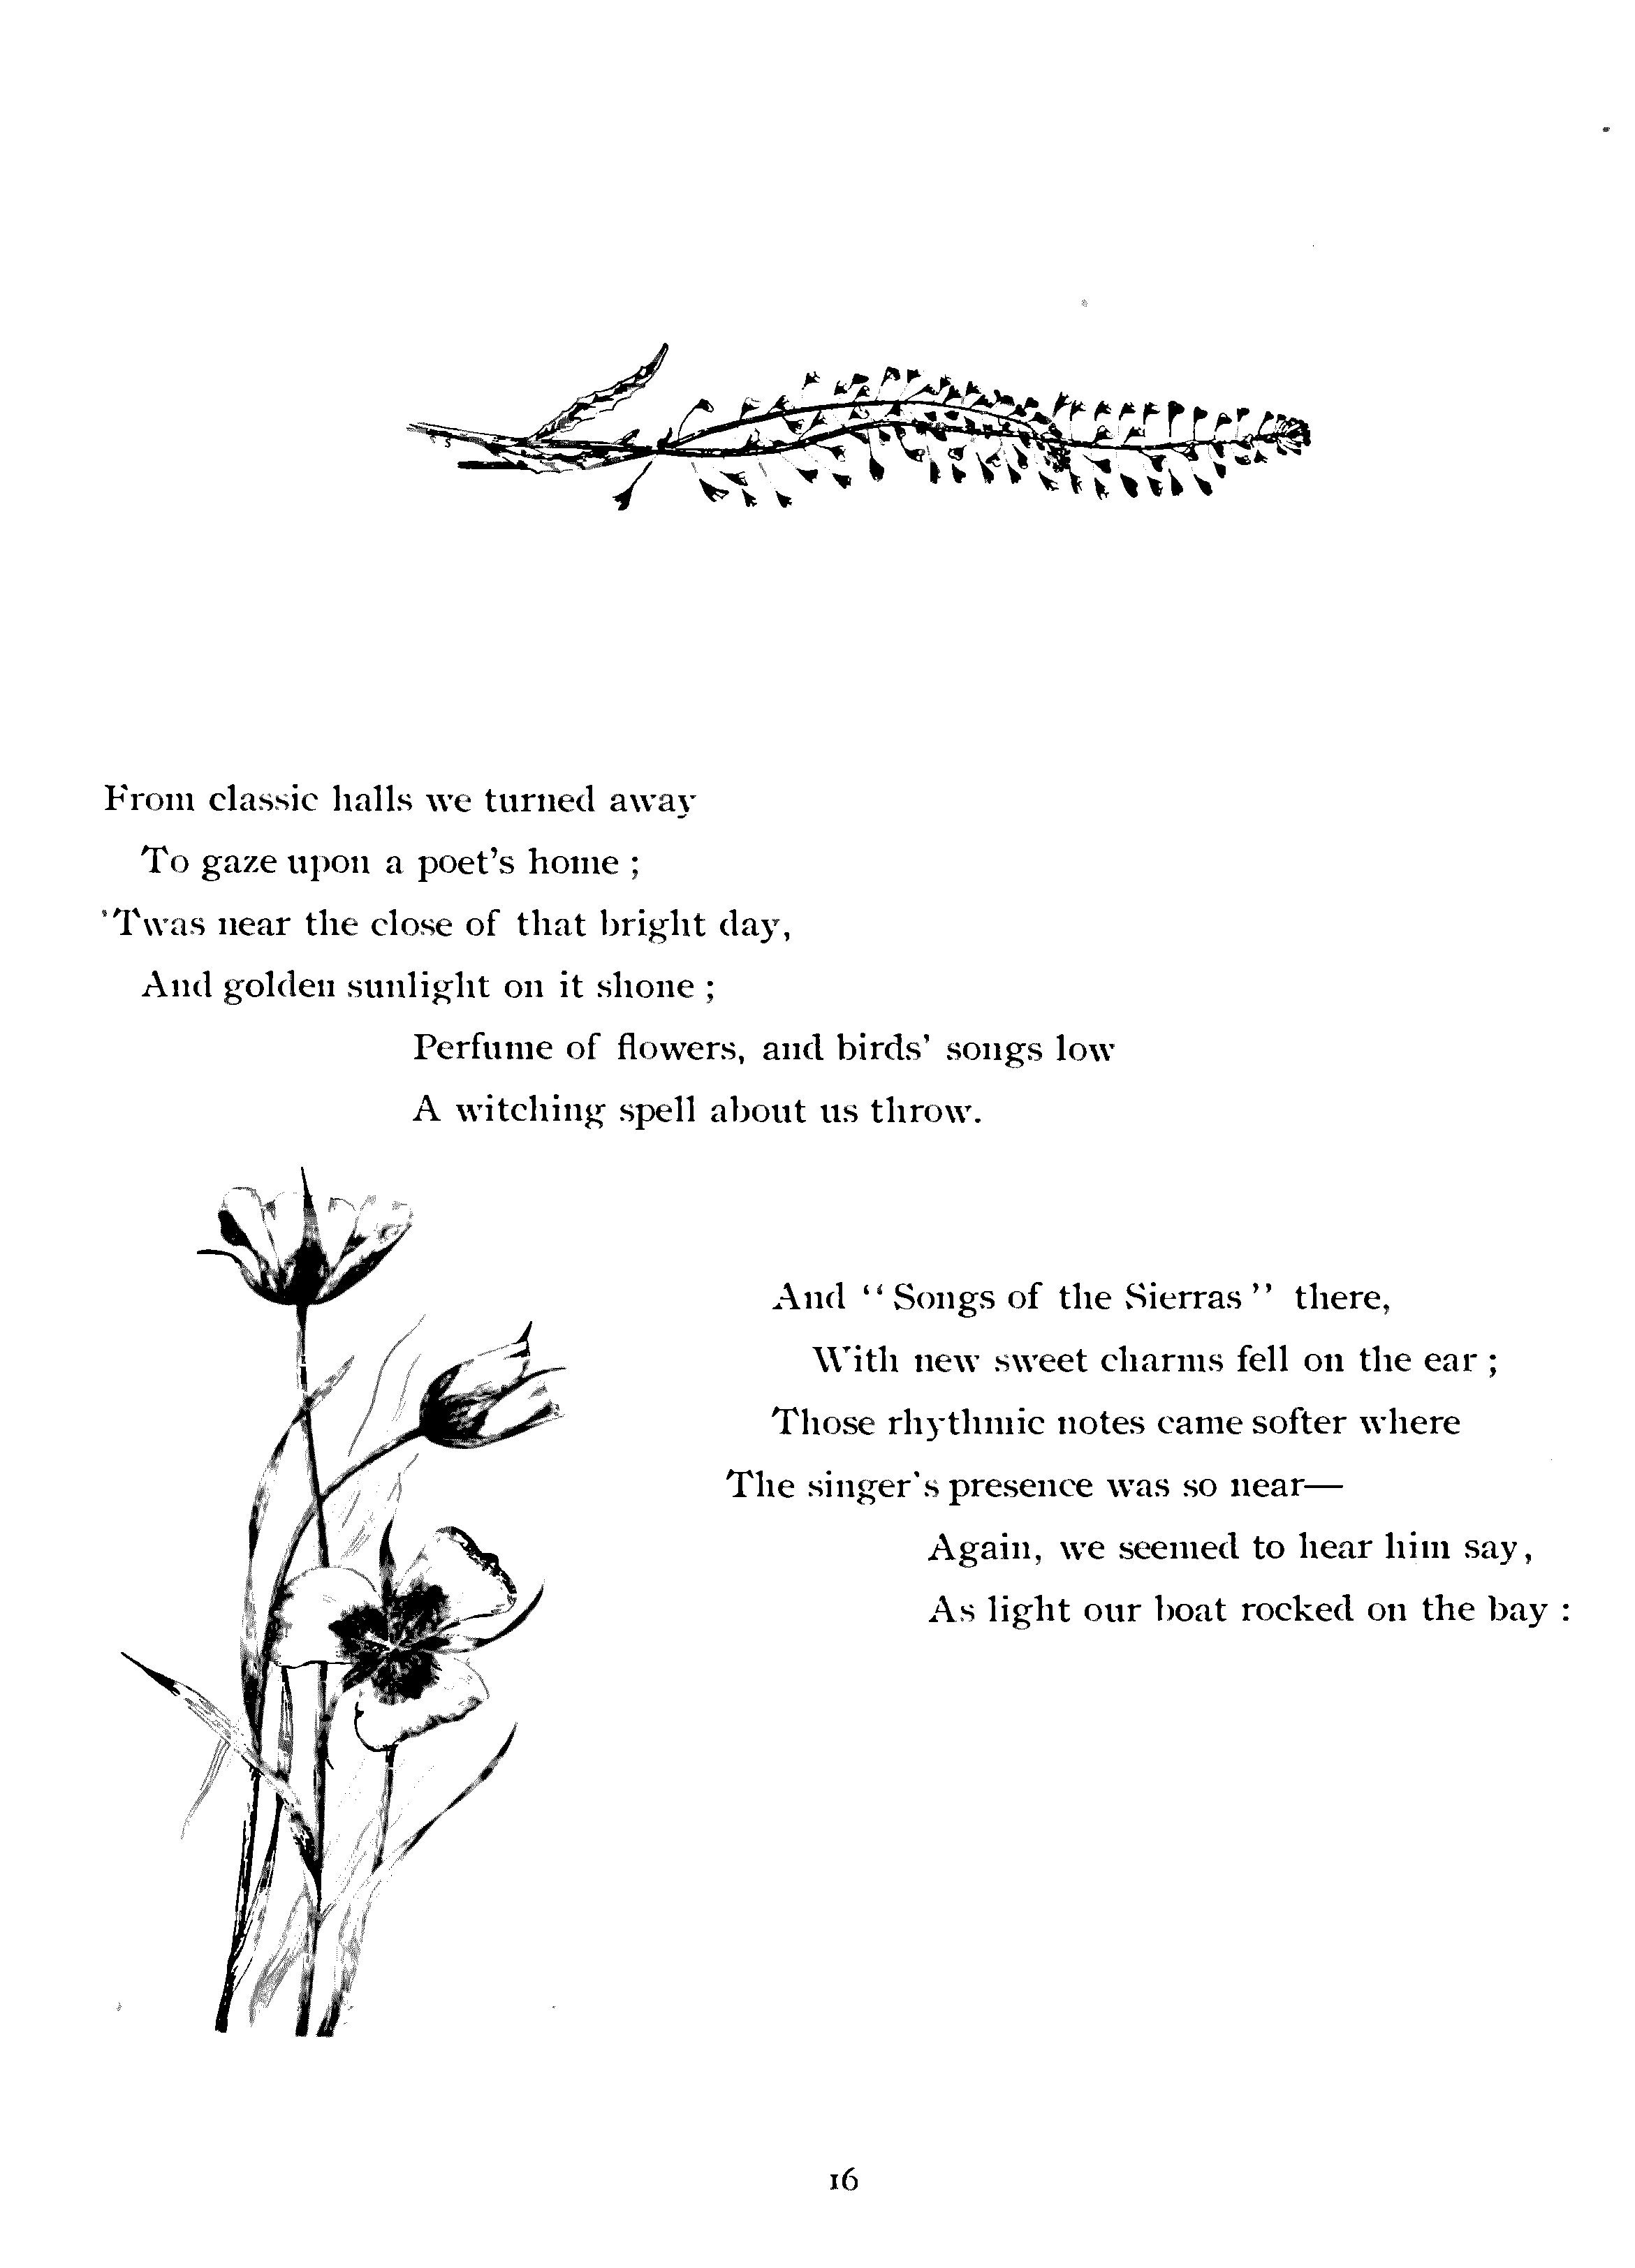 From classic halls we turned away
To gaze upon a poet's home ;
'Twas near the close of that bright day,
And golden sunlight on it shone ;
Perfume of flowers, and birds' songs low
A witching spell about us throw.
And “ Songs of the Sierras ” there,
With new sweet charms fell on the ear ;
Those rhythmic notes came softer where
The singer's presence was so near—
Again, we seemed to hear him say,
As light our boat rocked on the bay :
16